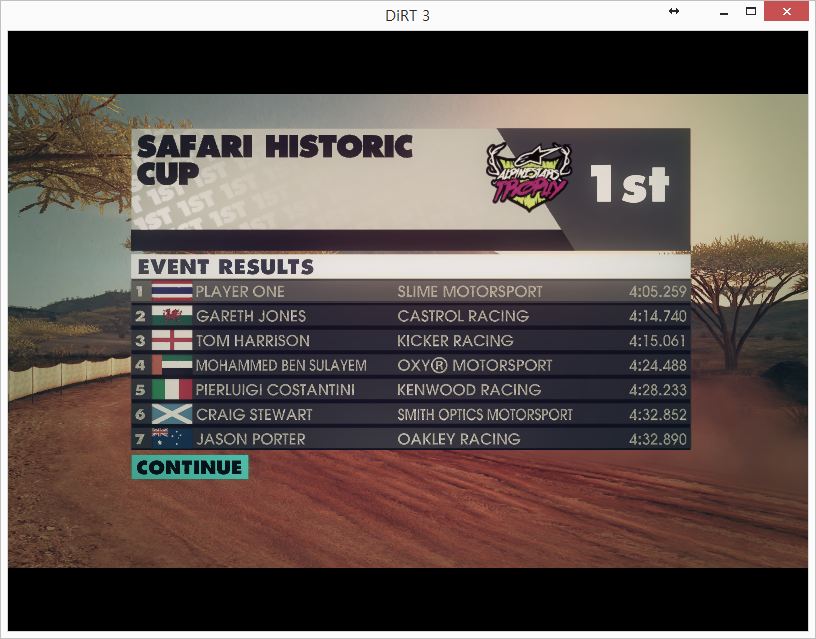 DiRT 3
SAFARI HISTORIC
CUP
1ST 1ST 1ST
ALPINESTARS
TROPHY
1st
EVENT RESULTS
1 PLAYER ONE SLIME MOTORSPORT 4:05.259
2 GARETH JONES CASTROL RACING 4:14.740
3 TOM HARRISON KICKER RACING 4:15.061
4 MOHAMMED BEN SULAYEM OXY® MOTORSPORT 4:24.488
5 PIERLUIGI COSTANTINI KENWOOD RACING 4:28.233
6 CRAIG STEWART SMITH OPTICS MOTORSPORT 4:32.852
7 JASON PORTER OAKLEY RACING 4:32.890
CONTINUE